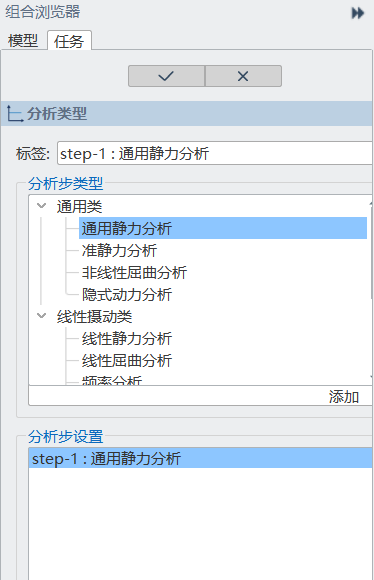 组合浏览器
模型 任务
分析类型
标签: step-1 : 通用静力分析
分析步类型
通用类
通用静力分析
准静力分析
非线性屈曲分析
隐式动力分析
线性摄动类
线性静力分析
线性屈曲分析
频率分析
添加
分析步设置
step-1 : 通用静力分析